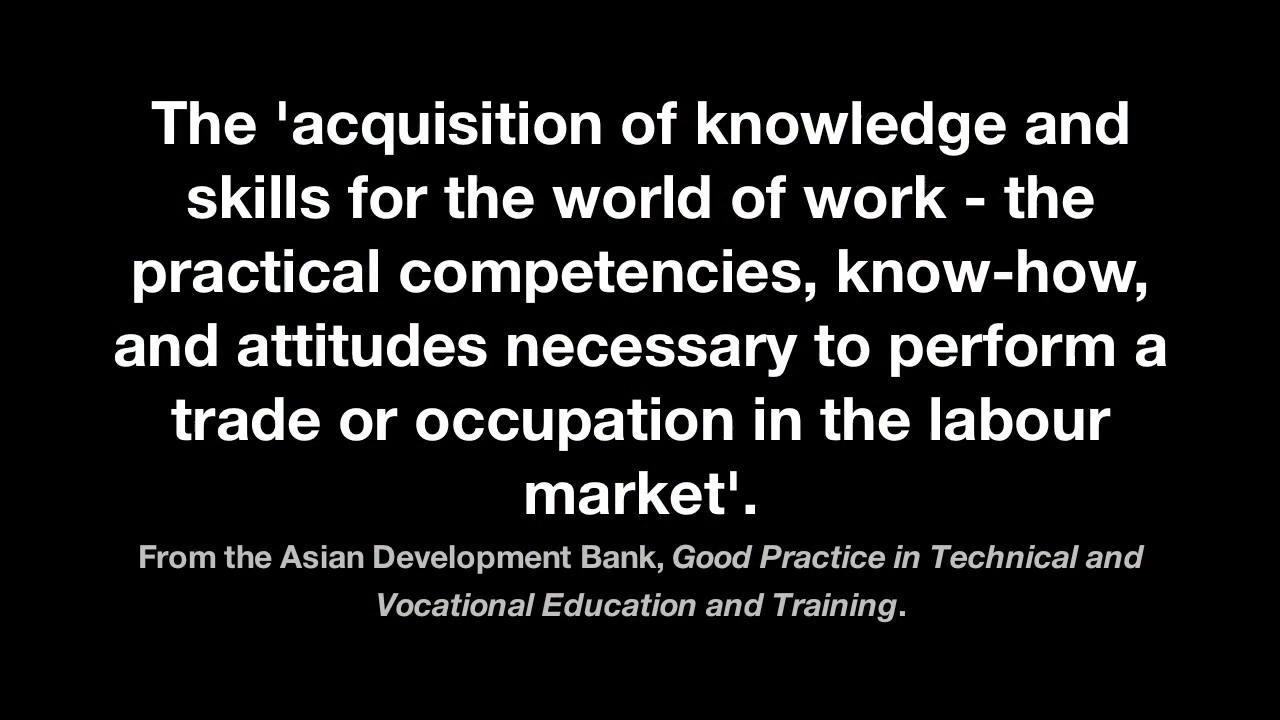 The 'acquisition of knowledge and
skills for the world of work - the
practical competencies, know-how,
and attitudes necessary to perform a
trade or occupation in the labour
market'.
From the Asian Development Bank, Good Practice in Technical and
Vocational Education and Training.